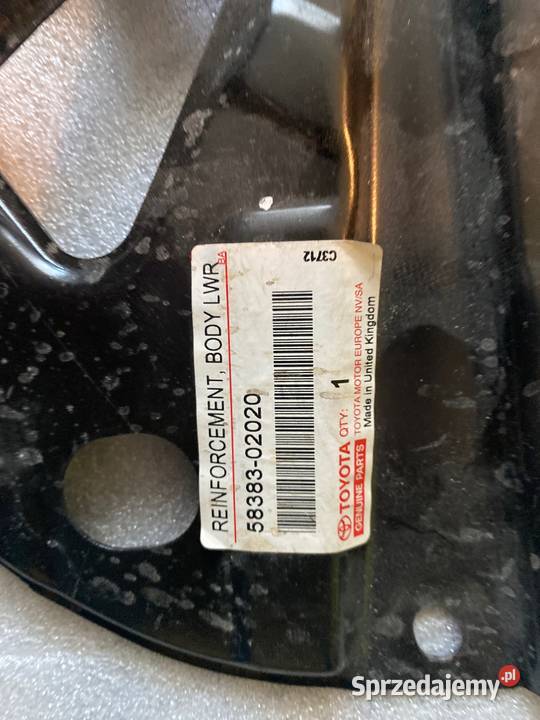 REINFORCEMENT, BODY LWR
BA
58383-02020
C3712
TOYOTA QTY: 1
GENUINE PARTS
TOYOTA MOTOR EUROPE NV/SA
Made in United Kingdom
Sprzedajemy.pl